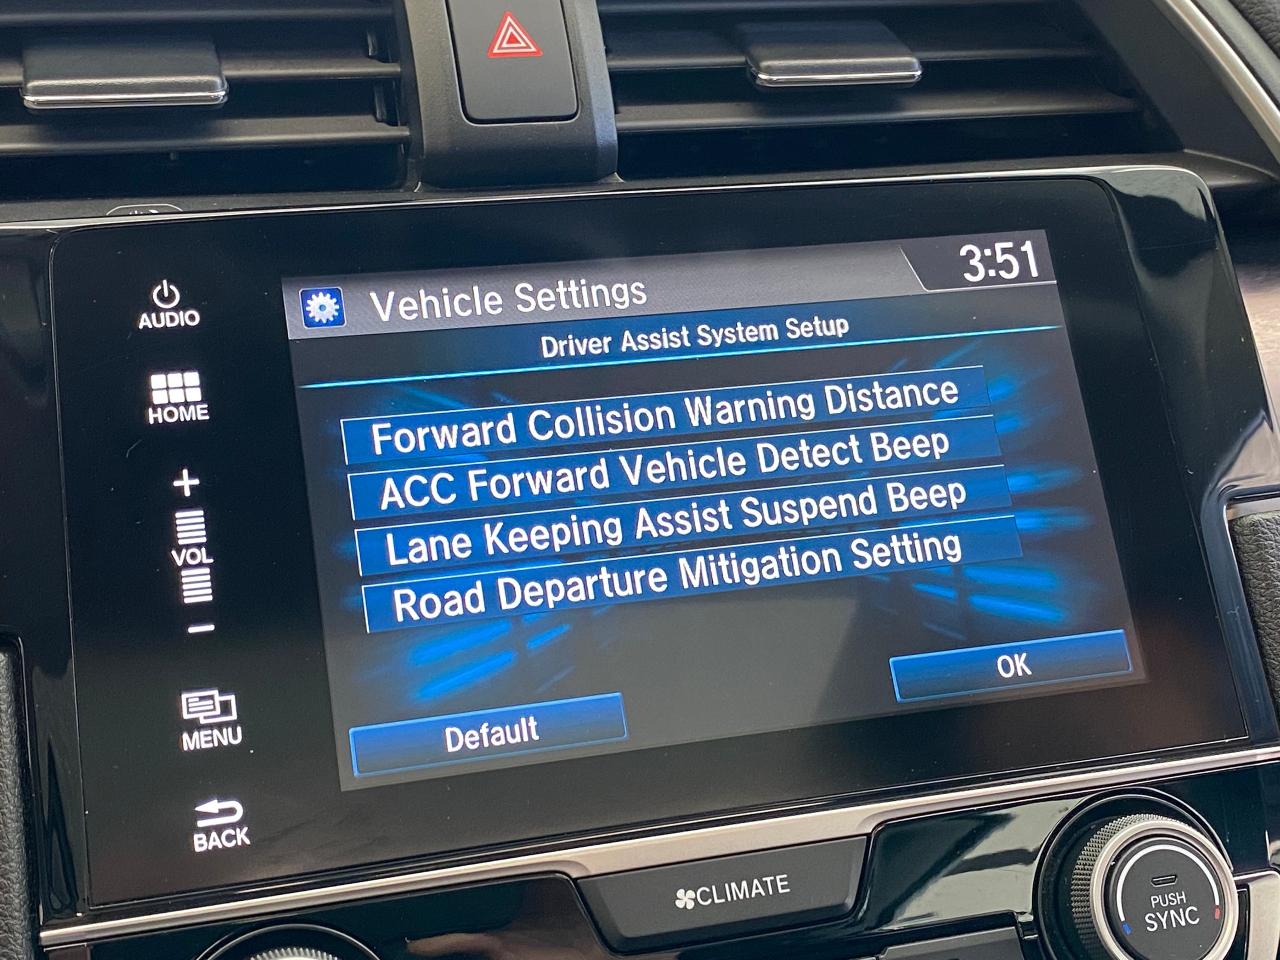 3:51
Vehicle Settings
Driver Assist System Setup
Forward Collision Warning Distance
ACC Forward Vehicle Detect Beep
Lane Keeping Assist Suspend Beep
Road Departure Mitigation Setting
OK
Default
AUDIO
HOME
+
VOL
−
MENU
BACK
CLIMATE
PUSH
SYNC